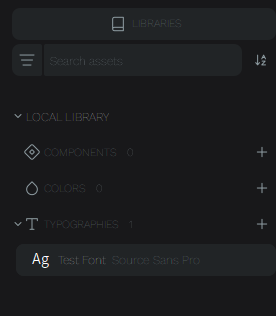 LIBRARIES
Search assets
LOCAL LIBRARY
COMPONENTS 0
COLORS 0
TYPOGRAPHIES 1
Ag Test Font Source Sans Pro